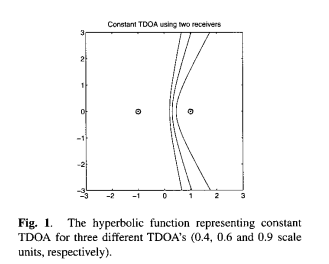 Constant TDOA using two receivers
3
2
1
0
-1
-2
-3
-3 -2 -1 0 1 2 3
Fig. 1. The hyperbolic function representing constant
TDOA for three different TDOA's (0.4, 0.6 and 0.9 scale
units, respectively).